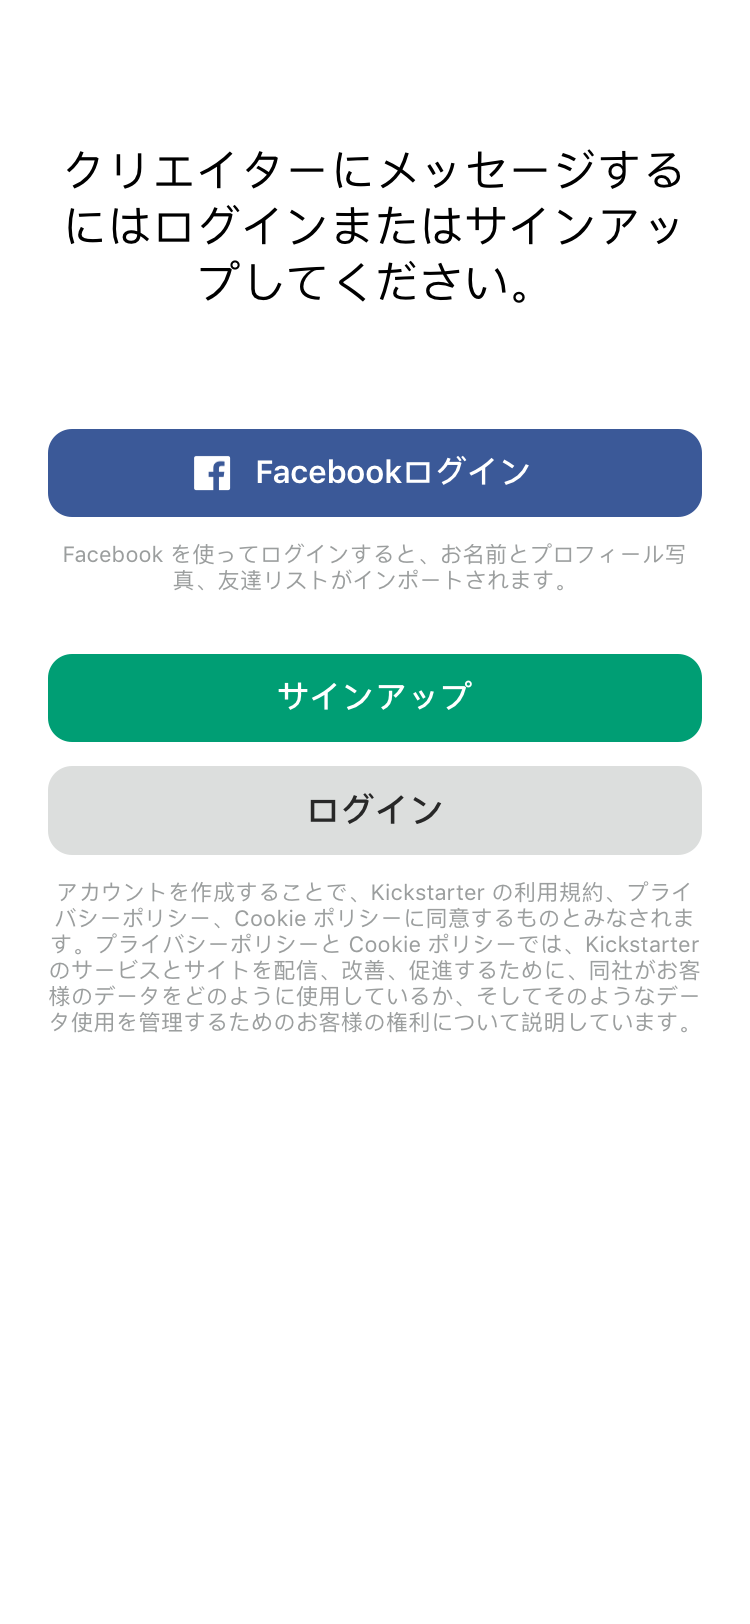 クリエイターにメッセージする
にはログインまたはサインアッ
プしてください。
Facebookログイン
Facebook を使ってログインすると、お名前とプロフィール写
真、友達リストがインポートされます。
サインアップ
ログイン
アカウントを作成することで、Kickstarter の利用規約、プライ
バシーポリシー、Cookie ポリシーに同意するものとみなされま
す。プライバシーポリシーと Cookie ポリシーでは、Kickstarter
のサービスとサイトを配信、改善、促進するために、同社がお客
様のデータをどのように使用しているか、そしてそのようなデー
タ使用を管理するためのお客様の権利について説明しています。